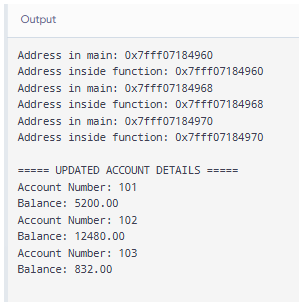 Output
Address in main: 0x7fff07184960
Address inside function: 0x7fff07184960
Address in main: 0x7fff07184968
Address inside function: 0x7fff07184968
Address in main: 0x7fff07184970
Address inside function: 0x7fff07184970
===== UPDATED ACCOUNT DETAILS =====
Account Number: 101
Balance: 5200.00
Account Number: 102
Balance: 12480.00
Account Number: 103
Balance: 832.00